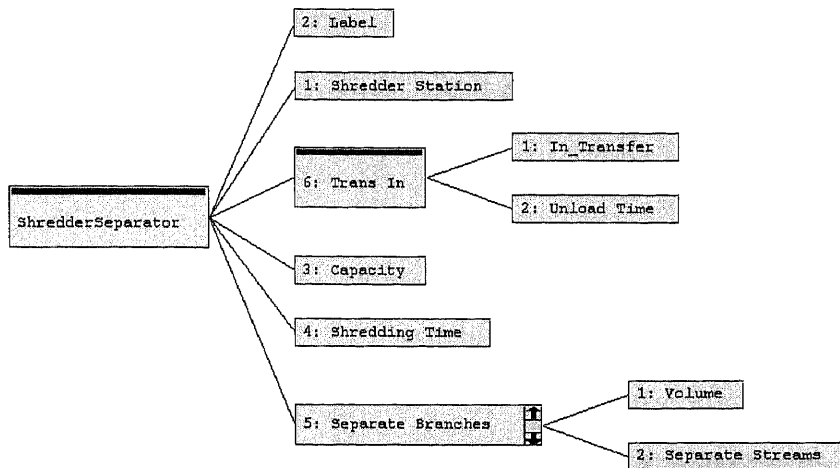 2: Label
1: Shredder Station
1: In_Transfer
6: Trans In
2: Unload Time
ShredderSeparator
3: Capacity
4: Shredding Time
1: Volume
5: Separate Branches
2: Separate Streams